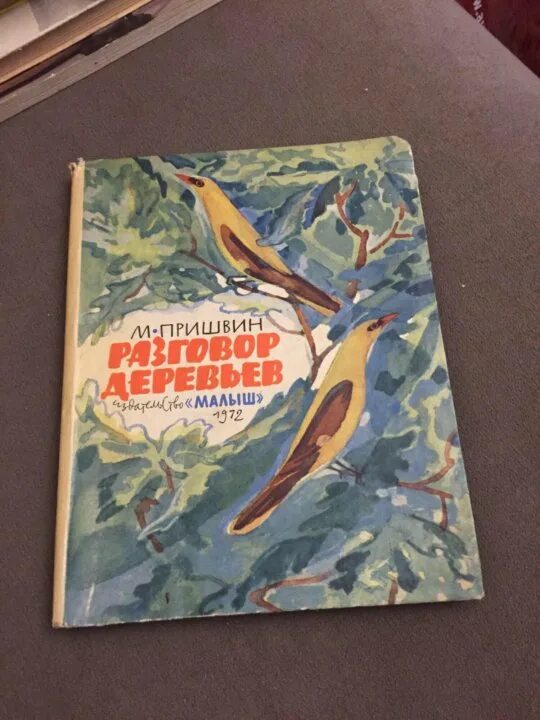 М·ПРИШВИН
РАЗГОВОР
ДЕРЕВЬЕВ
издательство «МАЛЫШ»
1972